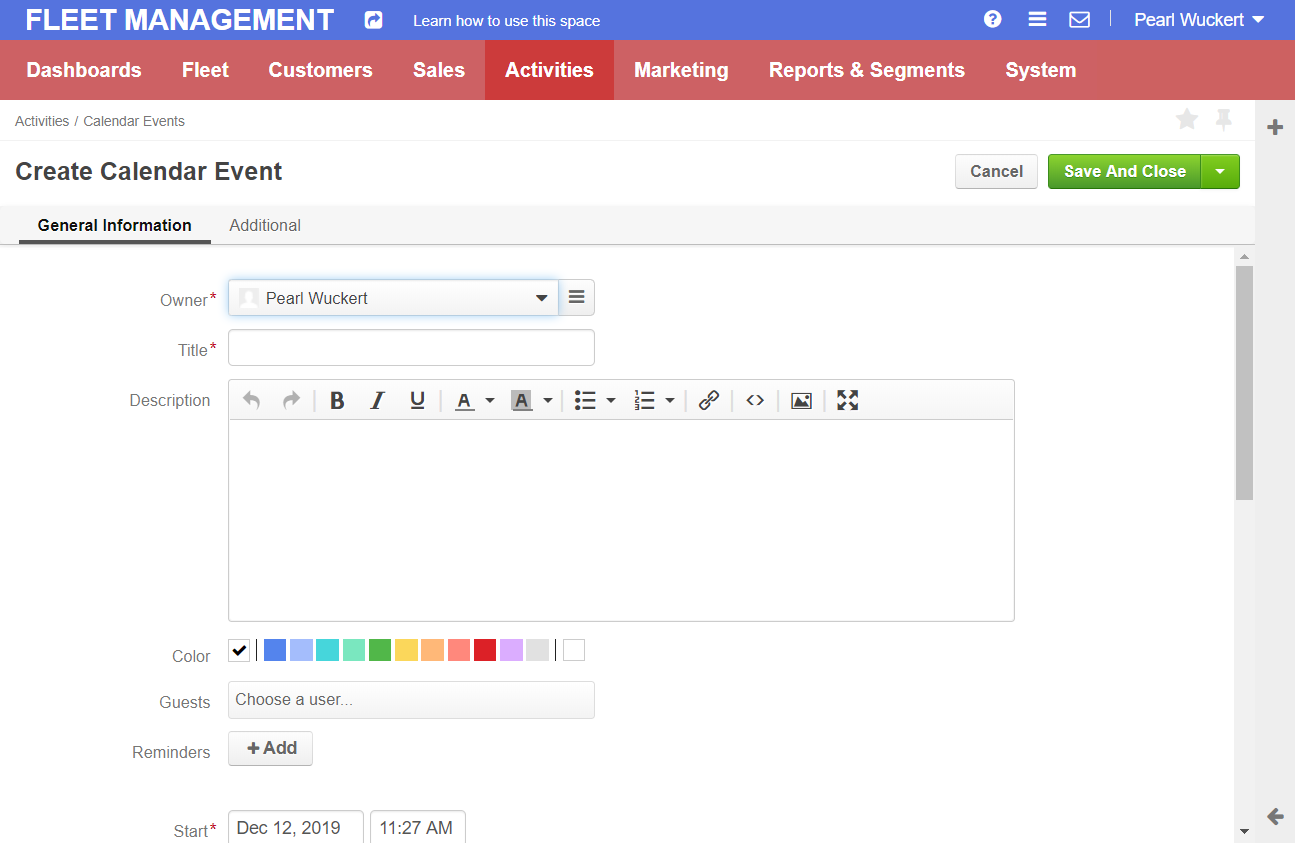 FLEET MANAGEMENT Learn how to use this space Pearl Wuckert
Dashboards Fleet Customers Sales Activities Marketing Reports & Segments System
Activities / Calendar Events
Create Calendar Event Cancel Save And Close
General Information Additional
Owner* Pearl Wuckert
Title*
Description B I U A A
Color
Guests Choose a user...
Reminders +Add
Start* Dec 12, 2019 11:27 AM